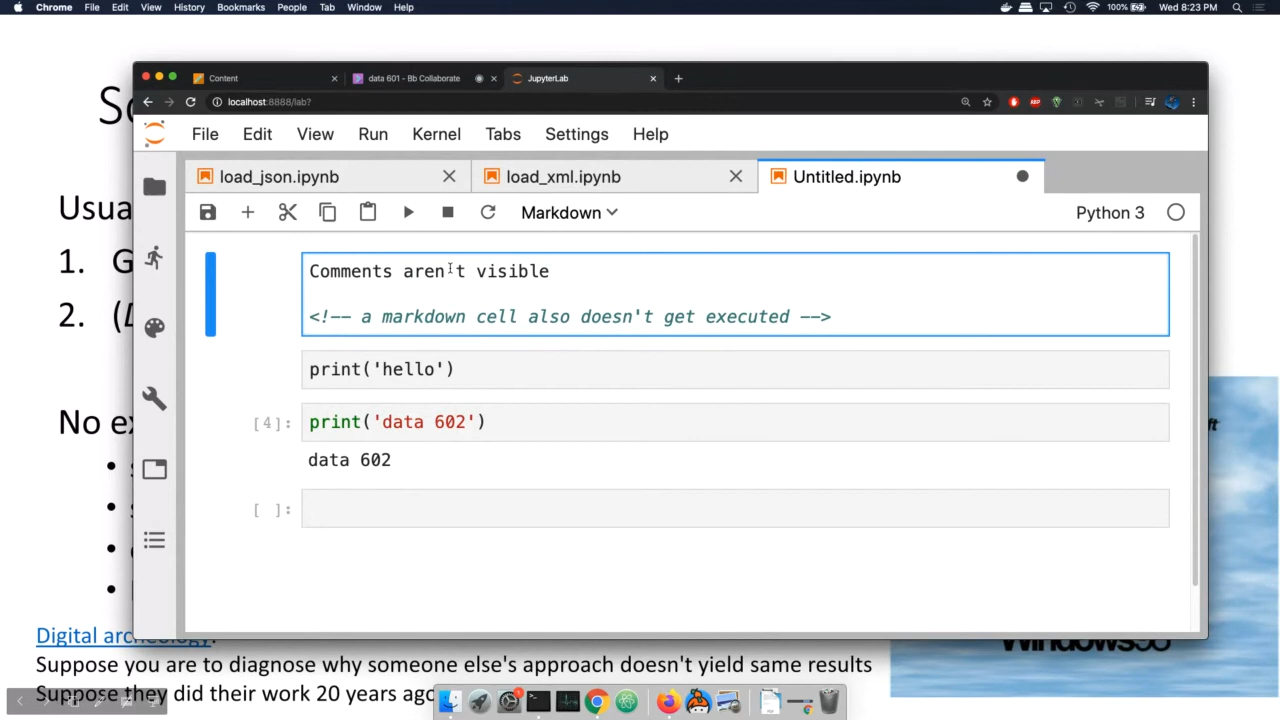 Chrome File Edit View History Bookmarks People Tab Window Help 100% Wed 8:23 PM
Content data 601 - Bb Collaborate JupyterLab
localhost:8888/lab?
File Edit View Run Kernel Tabs Settings Help
load_json.ipynb load_xml.ipynb Untitled.ipynb
Markdown Python 3
Comments aren't visible
<!-- a markdown cell also doesn't get executed -->
print('hello')
[4]: print('data 602')
data 602
[ ]:
Usua
1. G
2. (
No ex
Digital archeology:
Suppose you are to diagnose why someone else's approach doesn't yield same results
Suppose they did their work 20 years ago